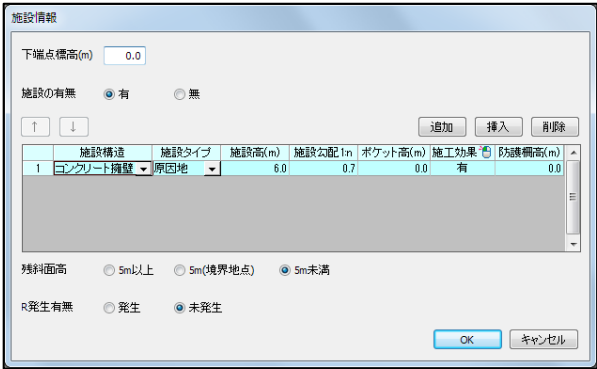 施設情報
下端点標高(m) 0.0
施設の有無 有 無
↑ ↓ 追加 挿入 削除
施設構造 施設タイプ 施設高(m) 施設勾配1:n ポケット高(m) 施工効果 防護柵高(m)
1 コンクリート擁壁 原因地 6.0 0.7 0.0 有 0.0
残斜面高 5m以上 5m(境界地点) 5m未満
R発生有無 発生 未発生
OK キャンセル